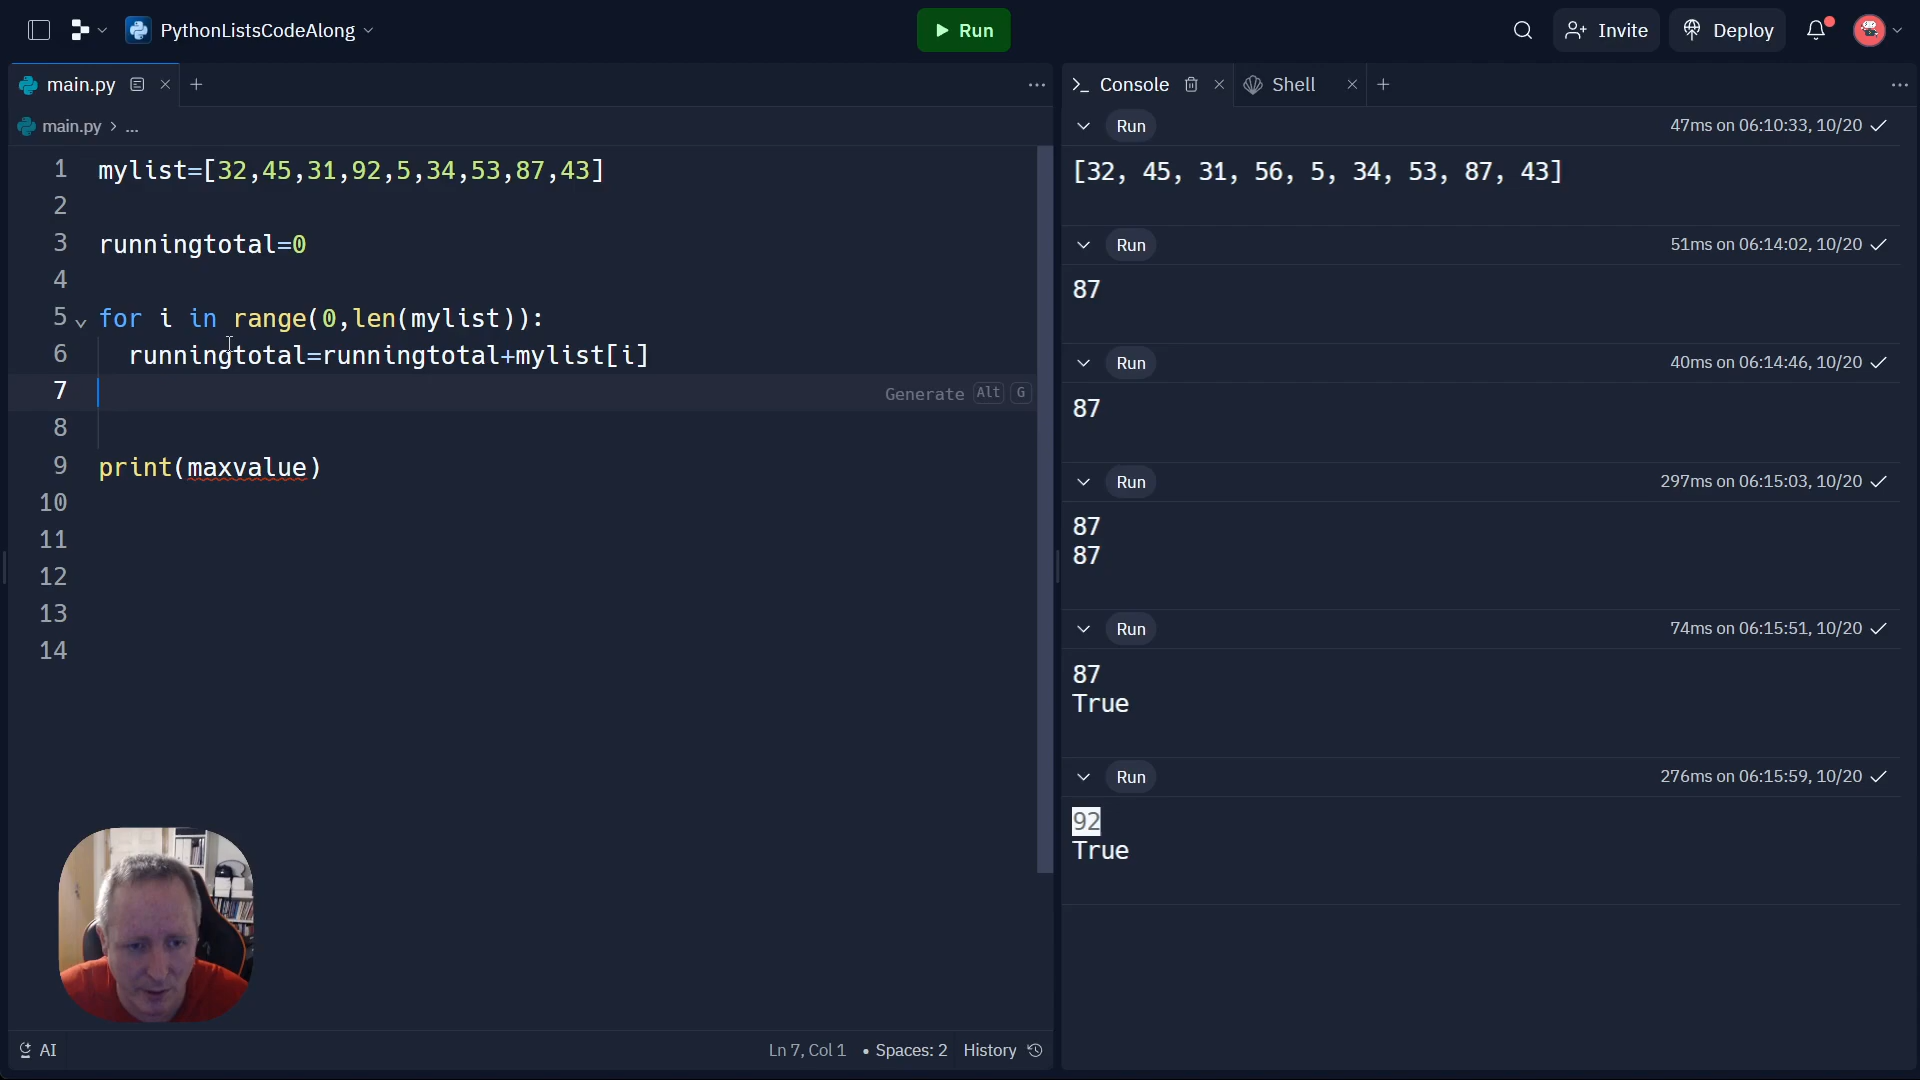 PythonListsCodeAlong
Run
Invite
Deploy
main.py
Console
Shell
main.py > ...
1 mylist=[32,45,31,92,5,34,53,87,43]
2
3 runningtotal=0
4
5 for i in range(0,len(mylist)):
6 runningtotal=runningtotal+mylist[i]
7 Generate Alt G
8
9 print(maxvalue)
10
11
12
13
14
AI
Ln 7, Col 1 • Spaces: 2 History
Run 47ms on 06:10:33, 10/20
[32, 45, 31, 56, 5, 34, 53, 87, 43]
Run 51ms on 06:14:02, 10/20
87
Run 40ms on 06:14:46, 10/20
87
Run 297ms on 06:15:03, 10/20
87
87
Run 74ms on 06:15:51, 10/20
87
True
Run 276ms on 06:15:59, 10/20
92
True